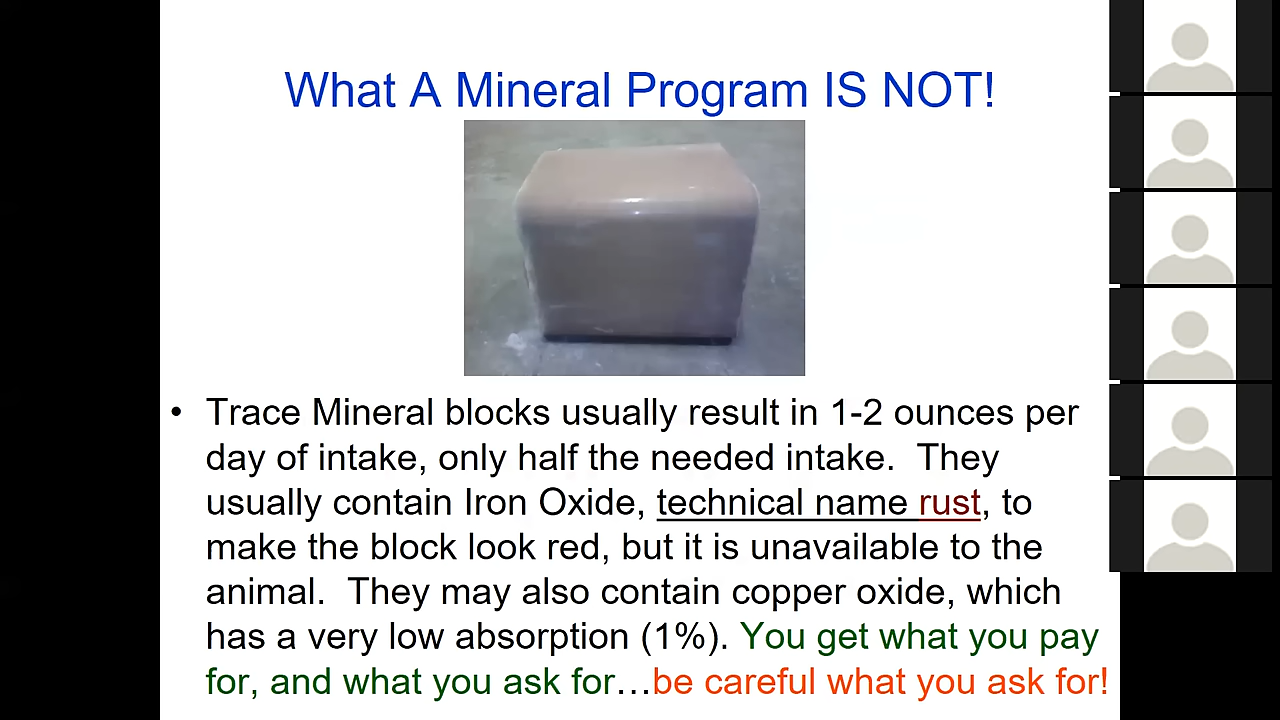 What A Mineral Program IS NOT!
• Trace Mineral blocks usually result in 1-2 ounces per
day of intake, only half the needed intake.  They
usually contain Iron Oxide, technical name rust, to
make the block look red, but it is unavailable to the
animal.  They may also contain copper oxide, which
has a very low absorption (1%). You get what you pay
for, and what you ask for…be careful what you ask for!